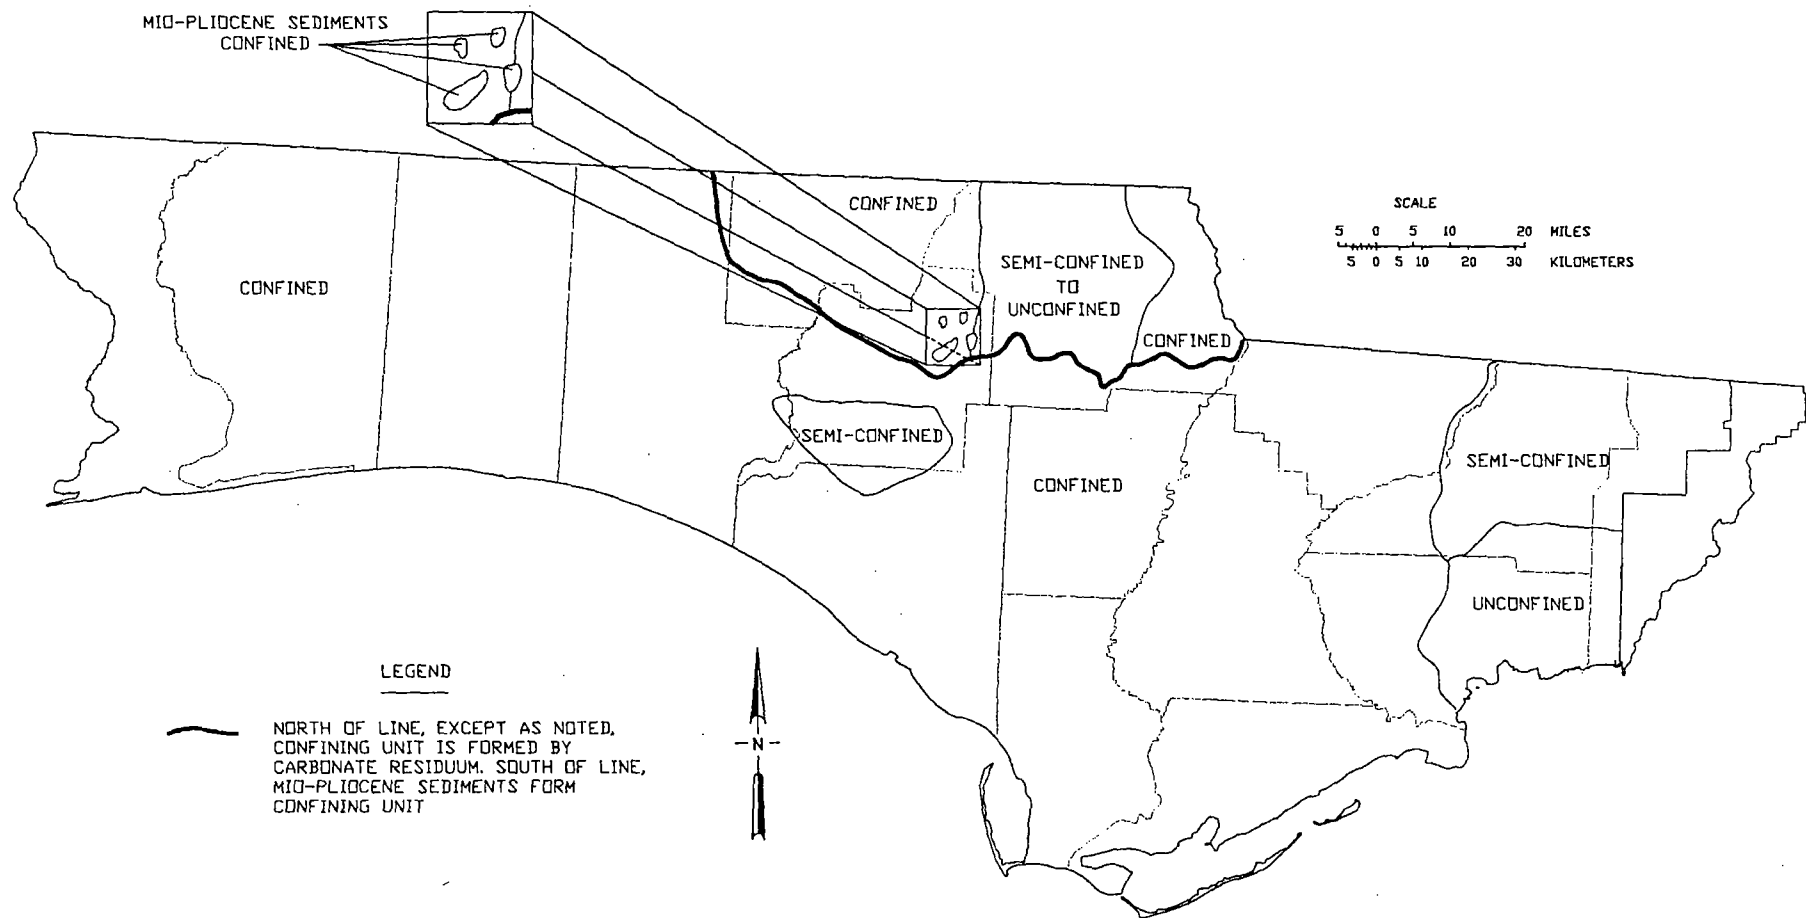 MIO-PLIOCENE SEDIMENTS
CONFINED
CONFINED
CONFINED
SEMI-CONFINED
TO
UNCONFINED
CONFINED
SCALE
5 0 5 10 20 MILES
5 0 5 10 20 30 KILOMETERS
SEMI-CONFINED
CONFINED
SEMI-CONFINED
UNCONFINED
LEGEND
NORTH OF LINE, EXCEPT AS NOTED,
CONFINING UNIT IS FORMED BY
CARBONATE RESIDUUM. SOUTH OF LINE,
MIO-PLIOCENE SEDIMENTS FORM
CONFINING UNIT
N